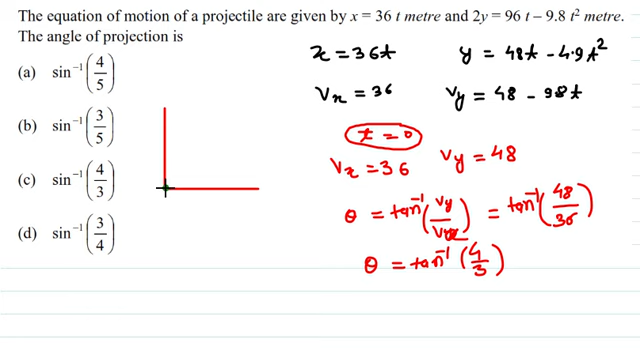 The equation of motion of a projectile are given by x = 36 t metre and 2y = 96 t – 9.8 t² metre.
The angle of projection is
(a) sin⁻¹(4/5)
(b) sin⁻¹(3/5)
(c) sin⁻¹(4/3)
(d) sin⁻¹(3/4)
x = 36t y = 48t - 4.9t²
Vx = 36 Vy = 48 - 9.8t
t = 0
Vx = 36 Vy = 48
θ = tan⁻¹(Vy/Vx) = tan⁻¹(48/36)
θ = tan⁻¹(4/3)